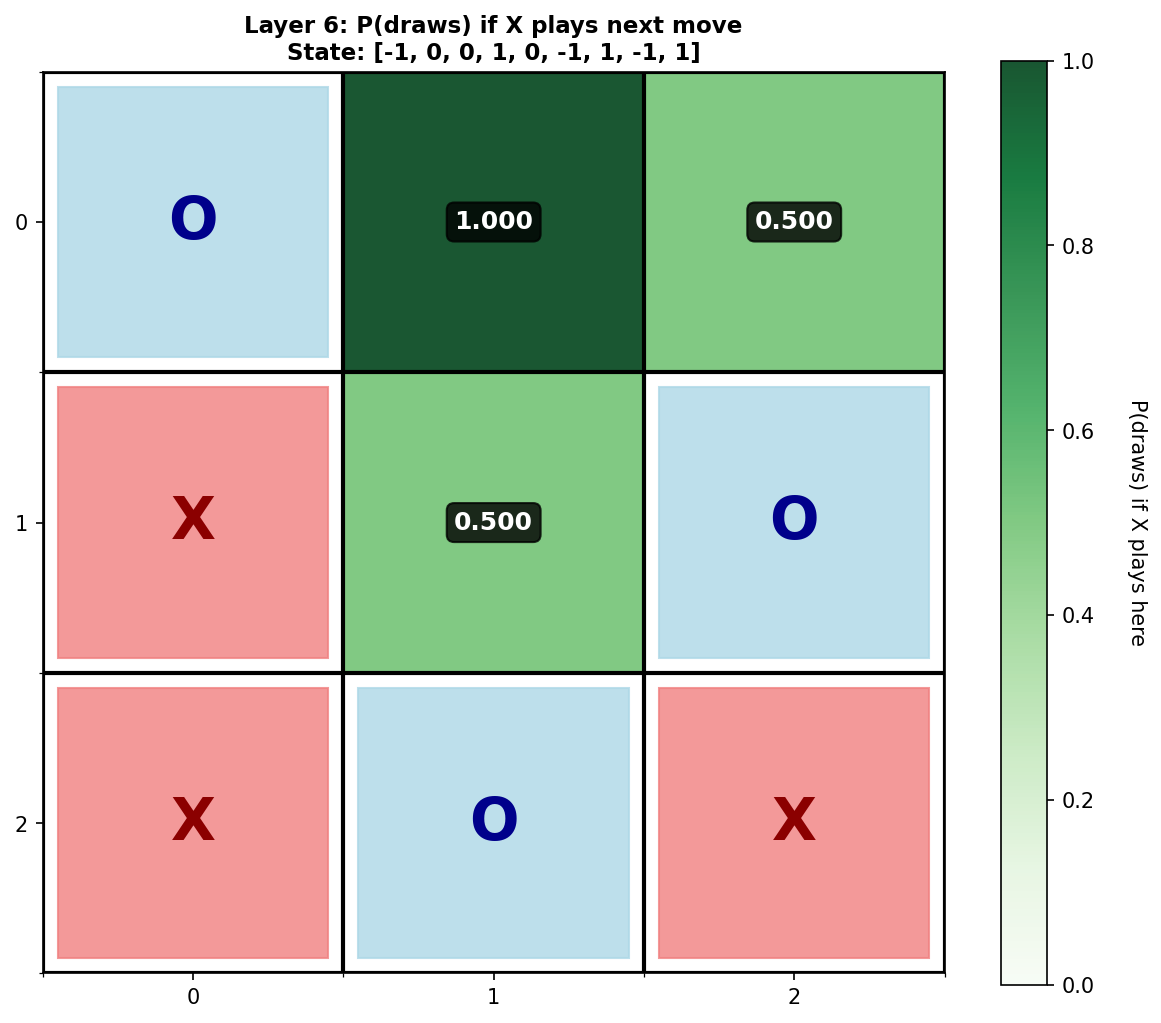 Layer 6: P(draws) if X plays next move
State: [-1, 0, 0, 1, 0, -1, 1, -1, 1]
O
1.000
0.500
X
0.500
O
X
O
X
0
1
2
0
1
2
1.0
0.8
0.6
0.4
0.2
0.0
P(draws) if X plays here